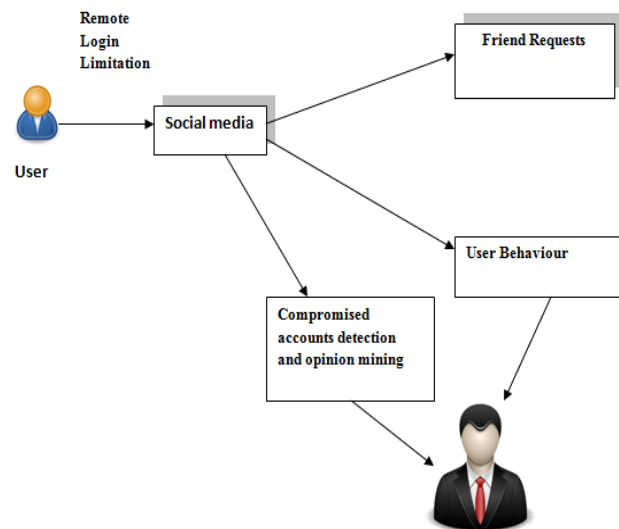 Remote
Login
Limitation
Friend Requests
Social media
User
User Behaviour
Compromised
accounts detection
and opinion mining